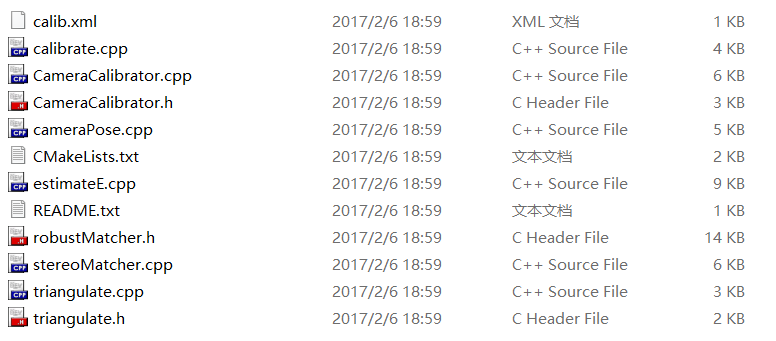 calib.xml 2017/2/6 18:59 XML 文档 1 KB
calibrate.cpp 2017/2/6 18:59 C++ Source File 4 KB
CameraCalibrator.cpp 2017/2/6 18:59 C++ Source File 6 KB
CameraCalibrator.h 2017/2/6 18:59 C Header File 3 KB
cameraPose.cpp 2017/2/6 18:59 C++ Source File 5 KB
CMakeLists.txt 2017/2/6 18:59 文本文档 2 KB
estimateE.cpp 2017/2/6 18:59 C++ Source File 9 KB
README.txt 2017/2/6 18:59 文本文档 1 KB
robustMatcher.h 2017/2/6 18:59 C Header File 14 KB
stereoMatcher.cpp 2017/2/6 18:59 C++ Source File 6 KB
triangulate.cpp 2017/2/6 18:59 C++ Source File 3 KB
triangulate.h 2017/2/6 18:59 C Header File 2 KB